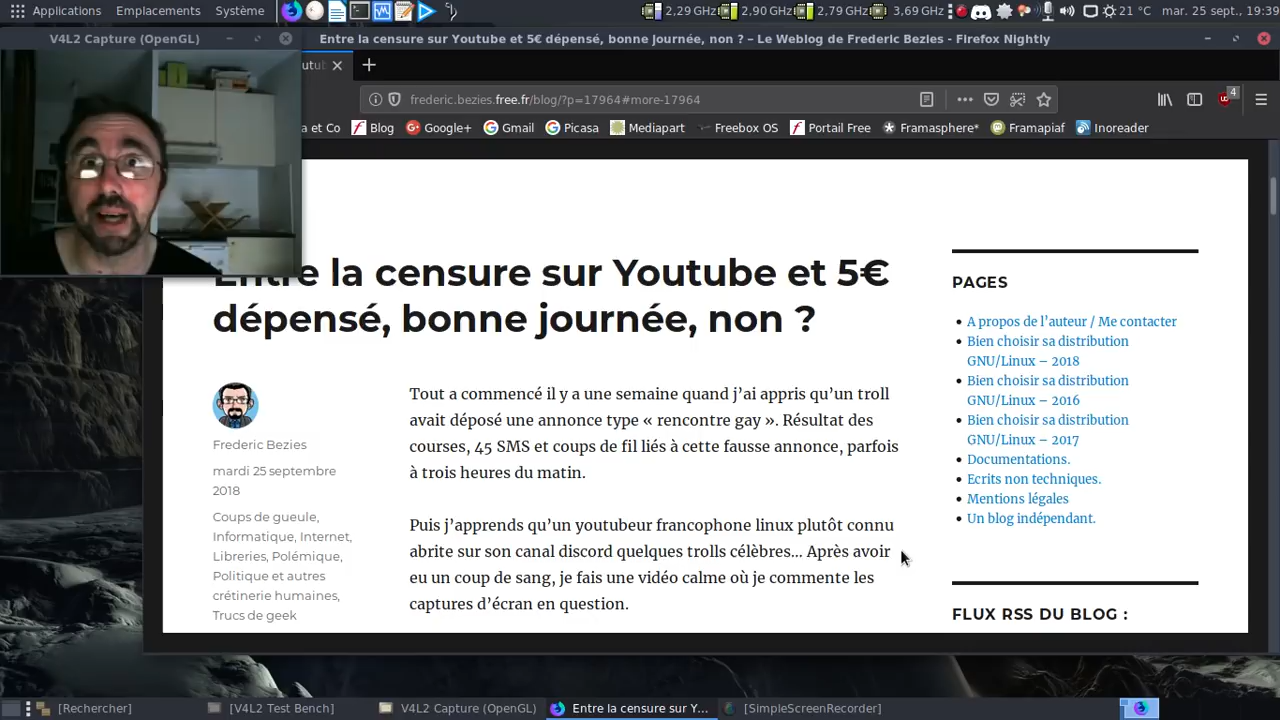 Applications Emplacements Système 2,29 GHz 2,90 GHz 2,79 GHz 3,69 GHz 21 °C mar. 25 sept., 19:39
V4L2 Capture (OpenGL)
Entre la censure sur Youtube et 5€ dépensé, bonne journée, non ? – Le Weblog de Frederic Bezies - Firefox Nightly
frederic.bezies.free.fr/blog/?p=17964#more-17964
4
a et Co Blog Google+ Gmail Picasa Mediapart Freebox OS Portail Free Framasphere* Framapiaf Inoreader
Entre la censure sur Youtube et 5€
dépensé, bonne journée, non ?
Frederic Bezies
mardi 25 septembre
2018
Coups de gueule,
Informatique, Internet,
Libreries, Polémique,
Politique et autres
crétinerie humaines,
Trucs de geek
Tout a commencé il y a une semaine quand j’ai appris qu’un troll
avait déposé une annonce type « rencontre gay ». Résultat des
courses, 45 SMS et coups de fil liés à cette fausse annonce, parfois
à trois heures du matin.
Puis j’apprends qu’un youtubeur francophone linux plutôt connu
abrite sur son canal discord quelques trolls célèbres… Après avoir
eu un coup de sang, je fais une vidéo calme où je commente les
captures d’écran en question.
PAGES
A propos de l’auteur / Me contacter
Bien choisir sa distribution
GNU/Linux – 2018
Bien choisir sa distribution
GNU/Linux – 2016
Bien choisir sa distribution
GNU/Linux – 2017
Documentations.
Ecrits non techniques.
Mentions légales
Un blog indépendant.
FLUX RSS DU BLOG :
[Rechercher] [V4L2 Test Bench] V4L2 Capture (OpenGL) Entre la censure sur Y... [SimpleScreenRecorder]